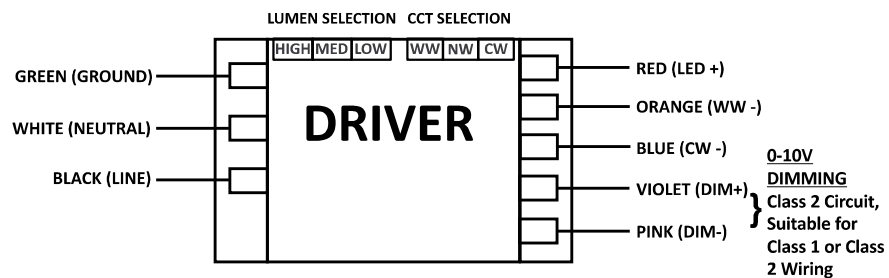 LUMEN SELECTION CCT SELECTION
HIGH MED LOW WW NW CW
GREEN (GROUND)
WHITE (NEUTRAL)
BLACK (LINE)
DRIVER
RED (LED +)
ORANGE (WW -)
BLUE (CW -)
VIOLET (DIM+)
PINK (DIM-)
}
0-10V
DIMMING
Class 2 Circuit,
Suitable for
Class 1 or Class
2 Wiring